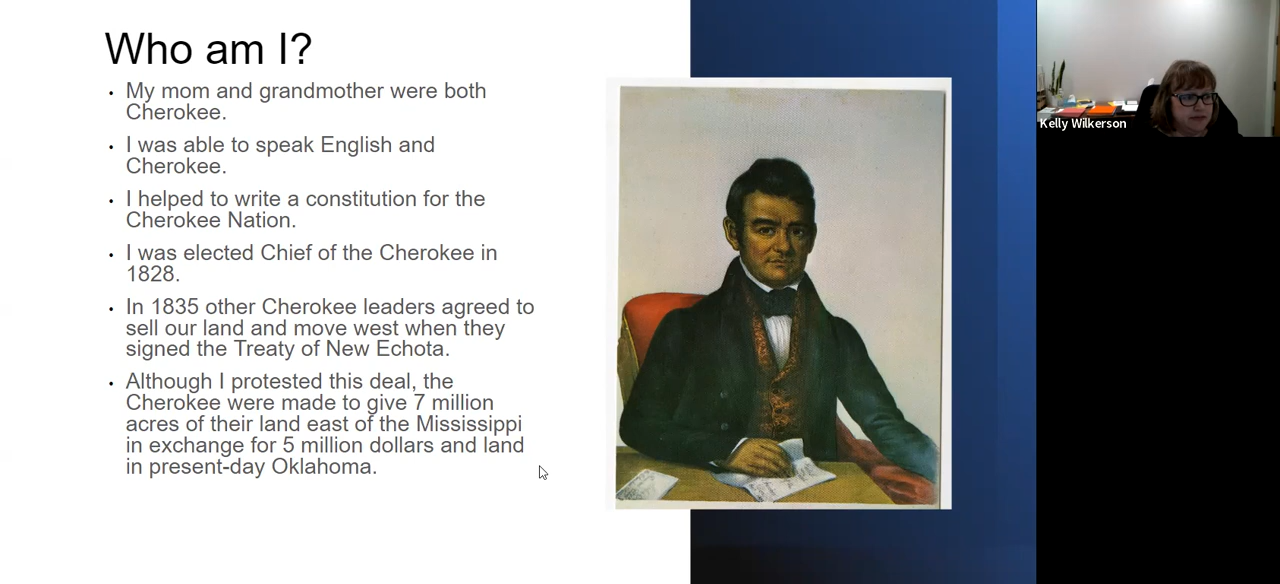 Who am I?
• My mom and grandmother were both
Cherokee.
• I was able to speak English and
Cherokee.
• I helped to write a constitution for the
Cherokee Nation.
• I was elected Chief of the Cherokee in
1828.
• In 1835 other Cherokee leaders agreed to
sell our land and move west when they
signed the Treaty of New Echota.
• Although I protested this deal, the
Cherokee were made to give 7 million
acres of their land east of the Mississippi
in exchange for 5 million dollars and land
in present-day Oklahoma.
Kelly Wilkerson